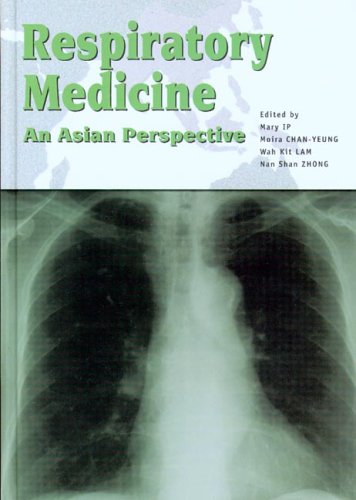 Respiratory
Medicine
An Asian Perspective
Edited by
Mary IP
Moira CHAN-YEUNG
Wah Kit LAM
Nan Shan ZHONG